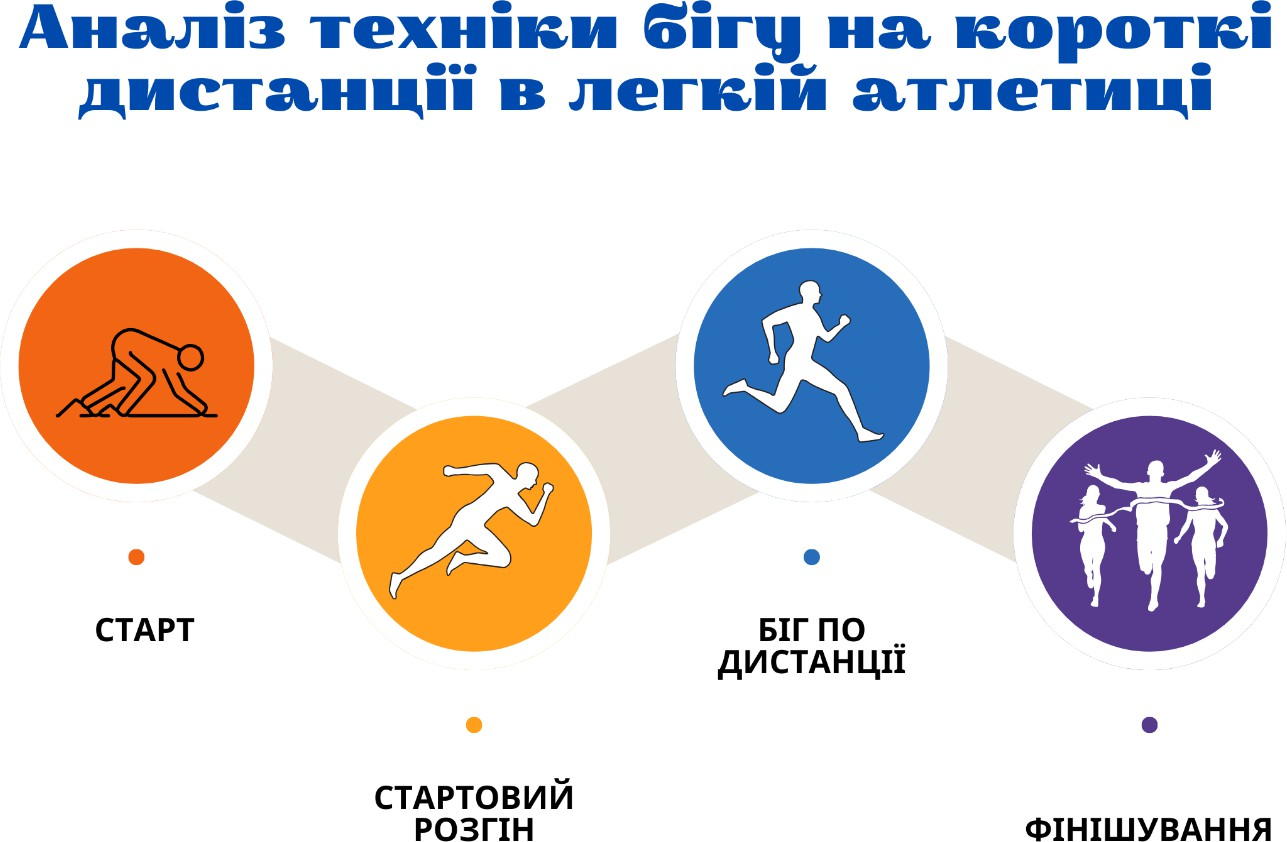 Аналіз техніки бігу на короткі
дистанції в легкій атлетиці
СТАРТ
СТАРТОВИЙ
РОЗГІН
БІГ ПО
ДИСТАНЦІЇ
ФІНІШУВАННЯ